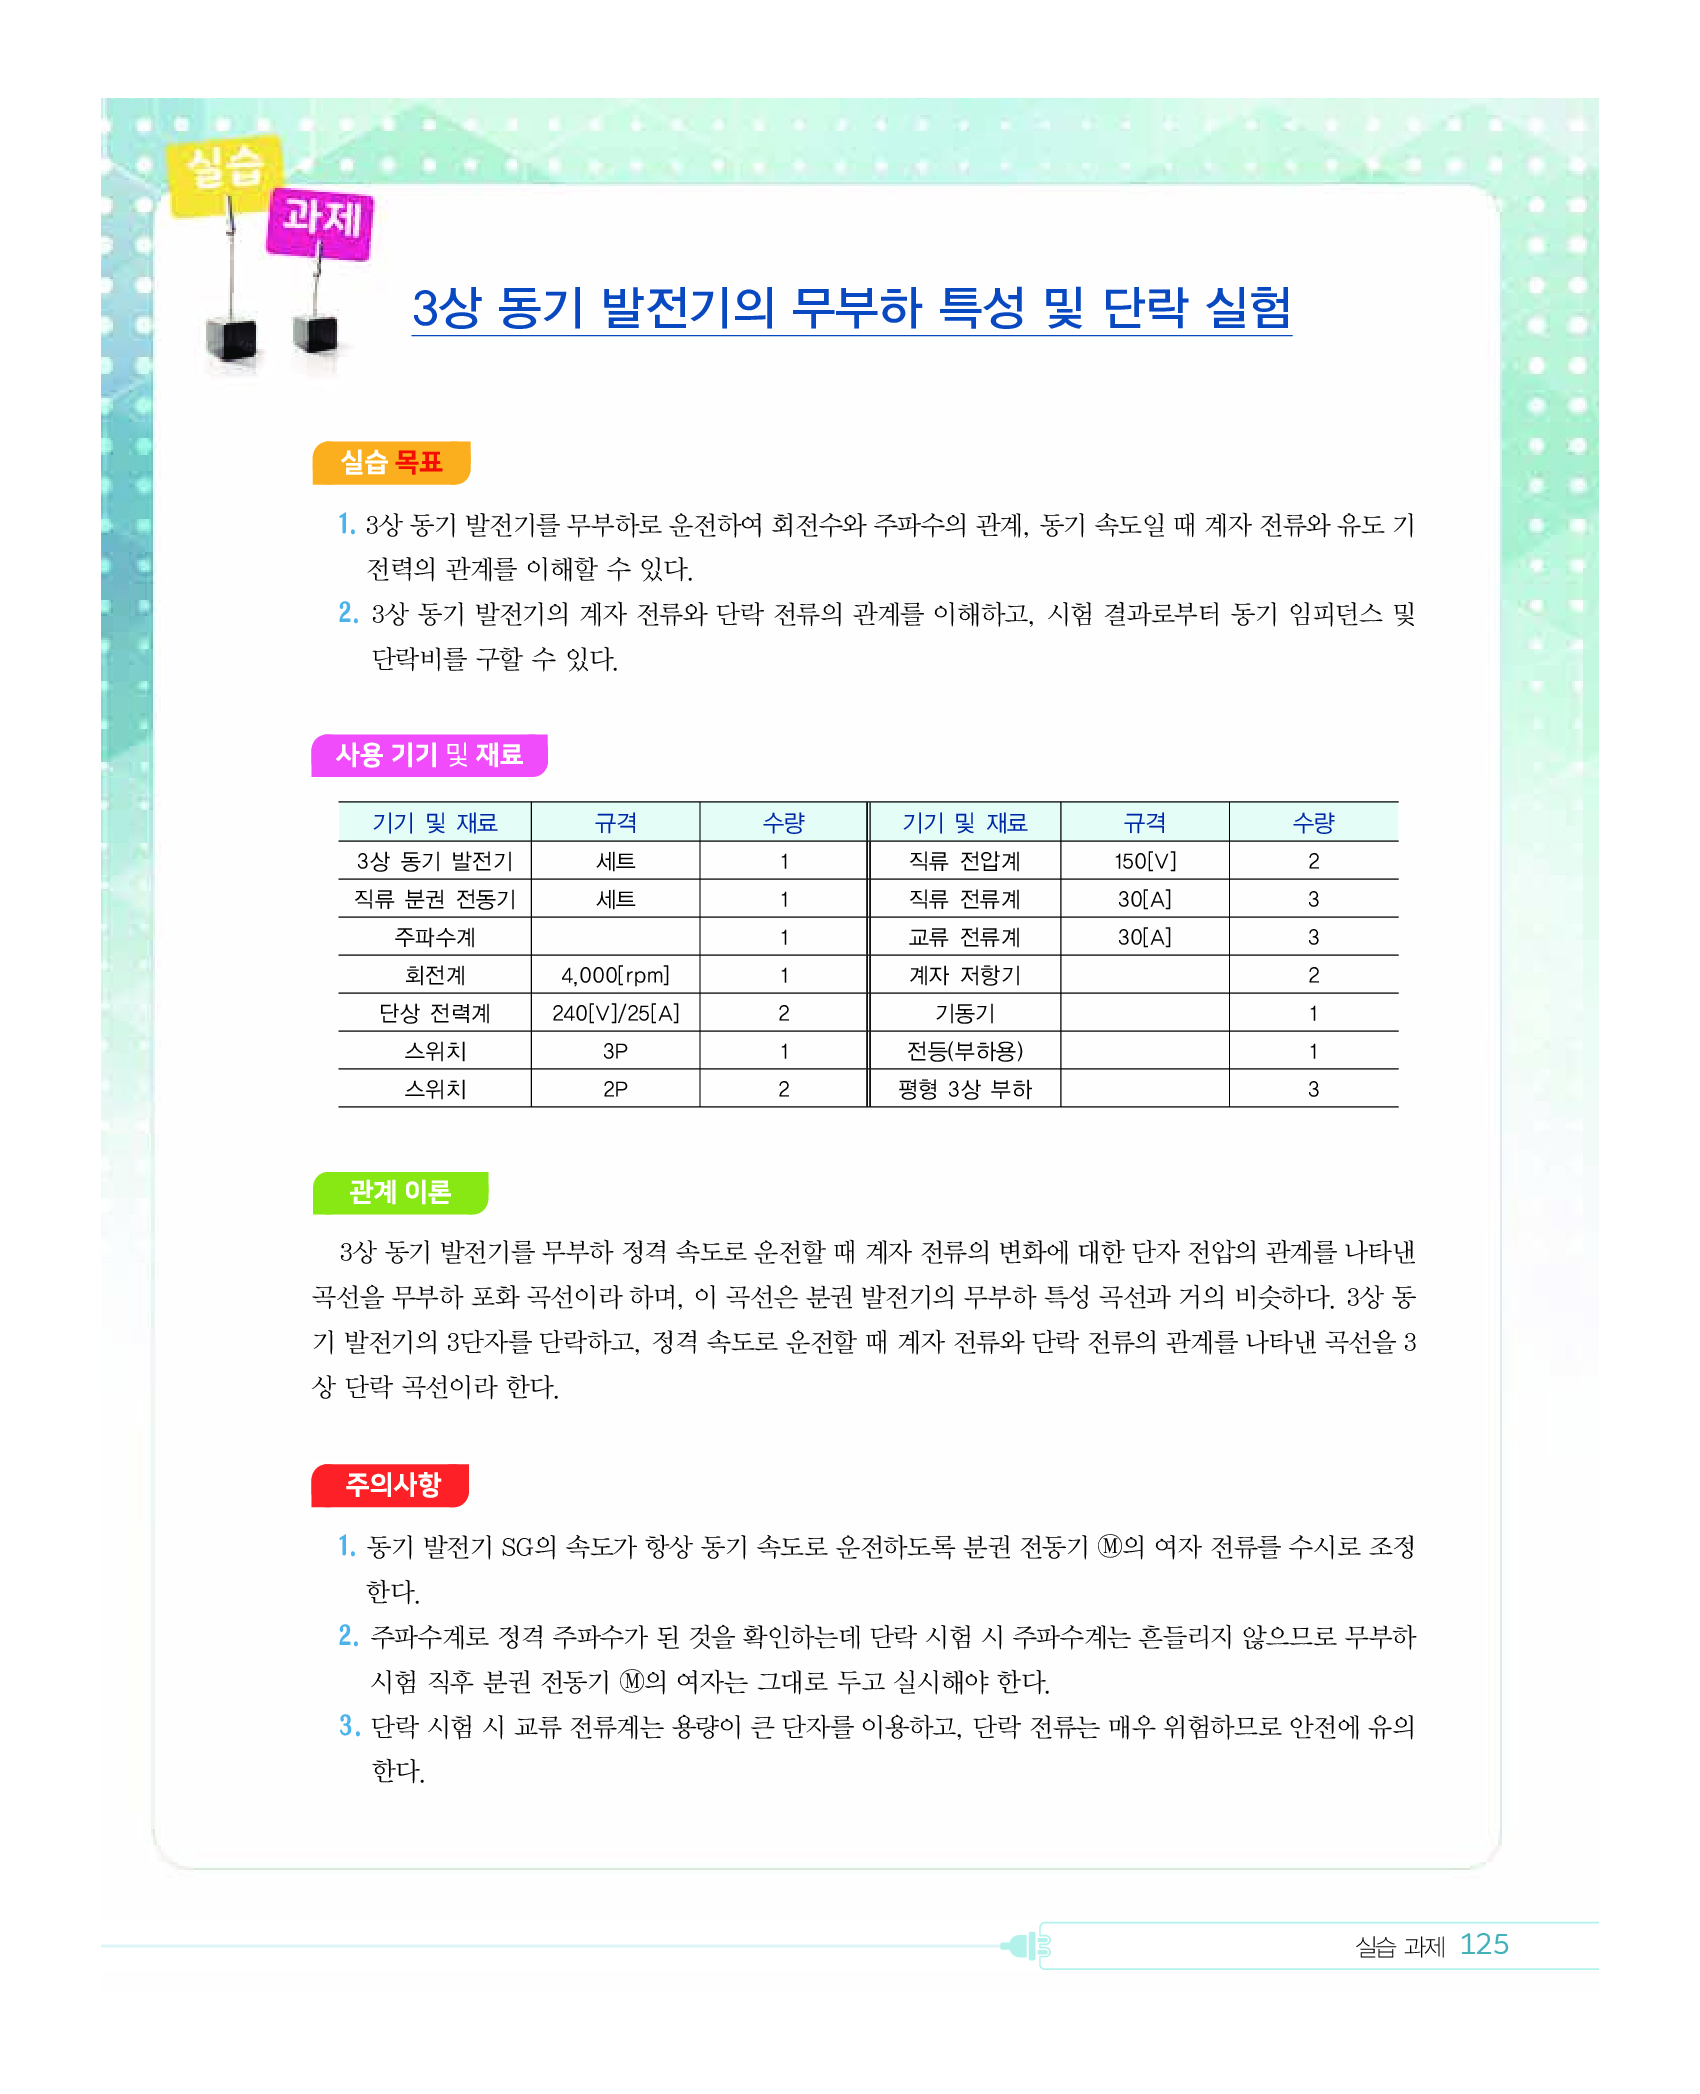 실습
과제
3상 동기 발전기의 무부하 특성 및 단락 실험
실습 목표
1. 3상 동기 발전기를 무부하로 운전하여 회전수와 주파수의 관계, 동기 속도일 때 계자 전류와 유도 기
전력의 관계를 이해할 수 있다.
2. 3상 동기 발전기의 계자 전류와 단락 전류의 관계를 이해하고, 시험 결과로부터 동기 임피던스 및
단락비를 구할 수 있다.
사용 기기 및 재료
기기 및 재료 규격 수량 기기 및 재료 규격 수량
3상 동기 발전기 세트 1 직류 전압계 150[V] 2
직류 분권 전동기 세트 1 직류 전류계 30[A] 3
주파수계 1 교류 전류계 30[A] 3
회전계 4,000[rpm] 1 계자 저항기 2
단상 전력계 240[V]/25[A] 2 기동기 1
스위치 3P 1 전등(부하용) 1
스위치 2P 2 평형 3상 부하 3
관계 이론
3상 동기 발전기를 무부하 정격 속도로 운전할 때 계자 전류의 변화에 대한 단자 전압의 관계를 나타낸
곡선을 무부하 포화 곡선이라 하며, 이 곡선은 분권 발전기의 무부하 특성 곡선과 거의 비슷하다. 3상 동
기 발전기의 3단자를 단락하고, 정격 속도로 운전할 때 계자 전류와 단락 전류의 관계를 나타낸 곡선을 3
상 단락 곡선이라 한다.
주의사항
1. 동기 발전기 SG의 속도가 항상 동기 속도로 운전하도록 분권 전동기 Ⓜ의 여자 전류를 수시로 조정
한다.
2. 주파수계로 정격 주파수가 된 것을 확인하는데 단락 시험 시 주파수계는 흔들리지 않으므로 무부하
시험 직후 분권 전동기 Ⓜ의 여자는 그대로 두고 실시해야 한다.
3. 단락 시험 시 교류 전류계는 용량이 큰 단자를 이용하고, 단락 전류는 매우 위험하므로 안전에 유의
한다.
실습 과제 125